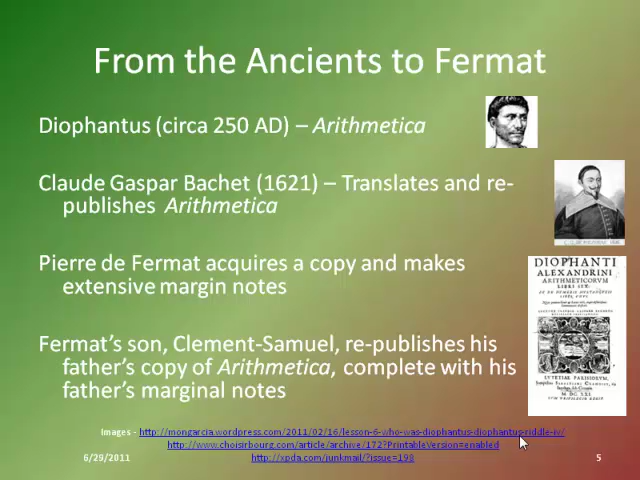 From the Ancients to Fermat
Diophantus (circa 250 AD) – Arithmetica
Claude Gaspar Bachet (1621) – Translates and re-
publishes Arithmetica
DIOPHANTI
ALEXANDRINI
ARITHMETICORVM
LIBRI SEX.
Pierre de Fermat acquires a copy and makes
extensive margin notes
Fermat's son, Clement-Samuel, re-publishes his
father's copy of Arithmetica, complete with his
father's marginal notes
LVTETIAE PARISIORVM,
Images - http://mongarcia.wordpress.com/2011/02/16/lesson-6-who-was-diophantus-diophantus-riddle-iv/
http://www.choisirbourg.com/article/archive/172?PrintableVersion=enabled
6/29/2011
http://xpda.com/junkmail/?issue=198
5